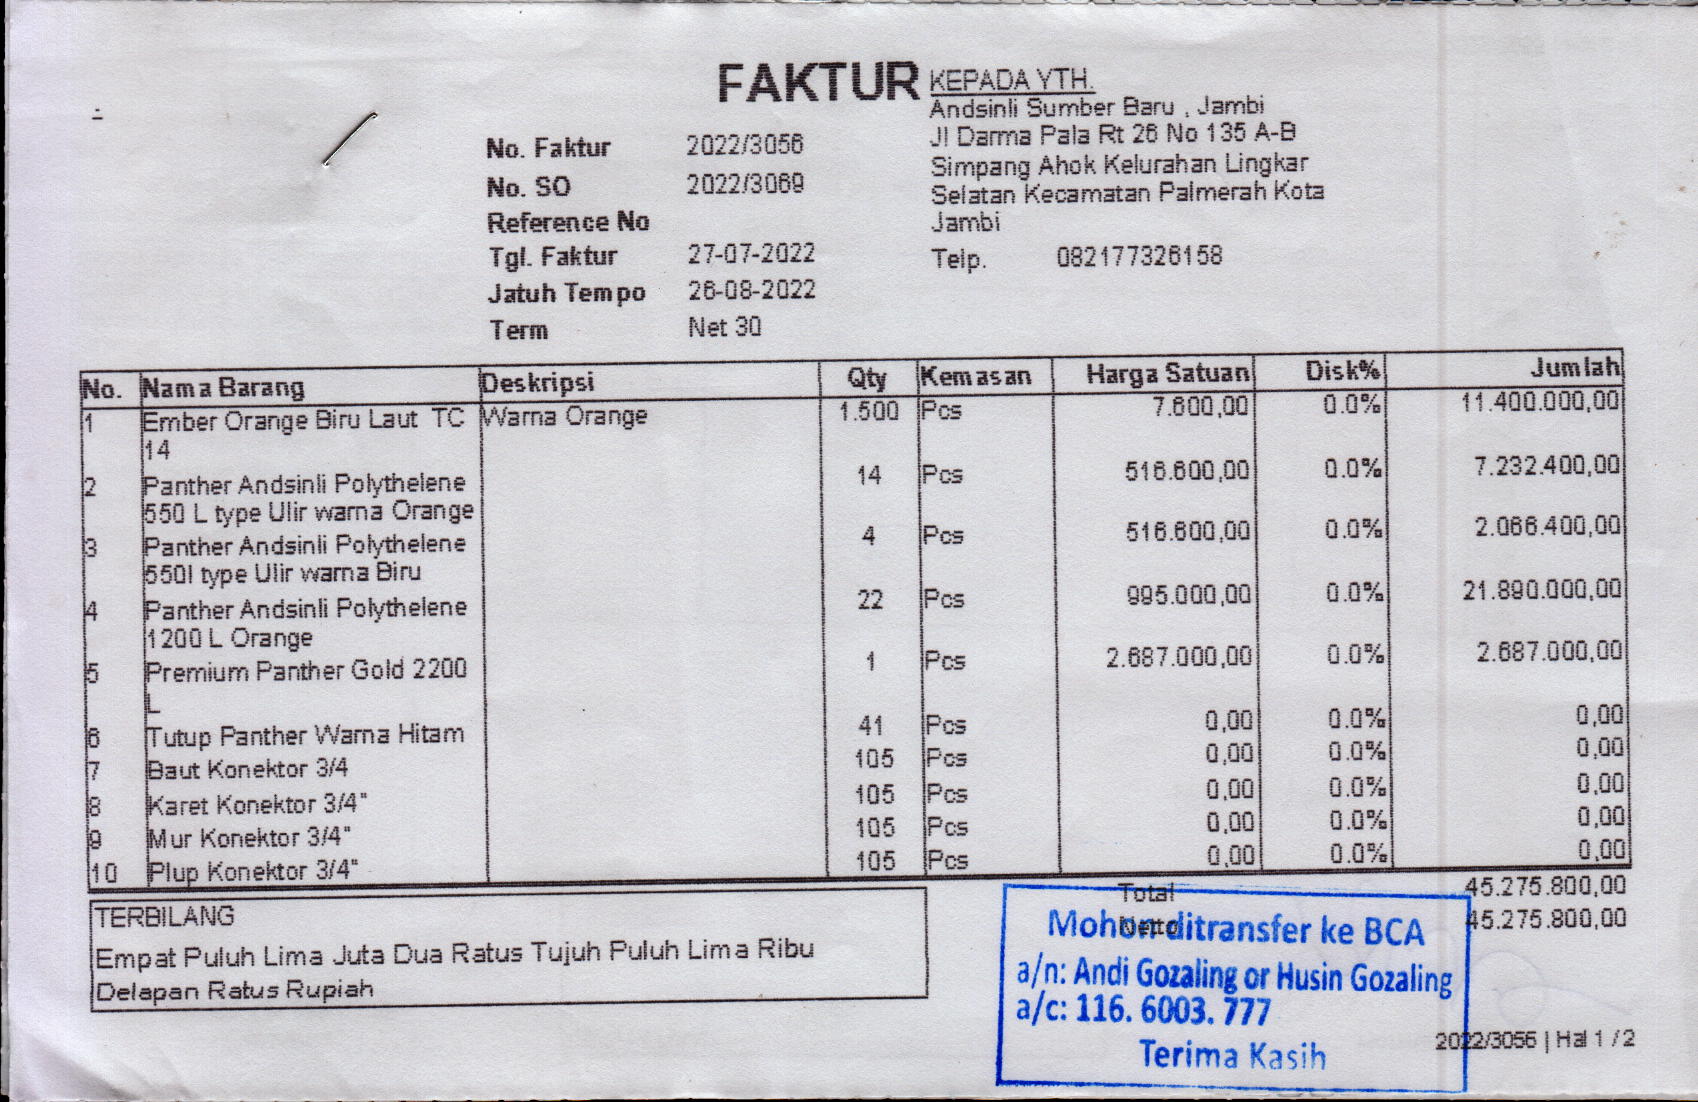 FAKTUR
KEPADA YTH.
Andsinli Sumber Baru , Jambi
Jl Darma Pala Rt 26 No 135 A-B
Simpang Ahok Kelurahan Lingkar
Selatan Kecamatan Palmerah Kota
Jambi
Telp. 082177326158
No. Faktur 2022/3056
No. SO 2022/3069
Reference No
Tgl. Faktur 27-07-2022
Jatuh Tempo 26-08-2022
Term Net 30
No. Nama Barang Deskripsi Qty Kemasan Harga Satuan Disk% Jumlah
1 Ember Orange Biru Laut TC Warna Orange 1.500 Pcs 7.600,00 0.0% 11.400.000,00
14
2 Panther Andsinli Polythelene 14 Pcs 516.600,00 0.0% 7.232.400,00
550 L type Ulir warna Orange
3 Panther Andsinli Polythelene 4 Pcs 516.600,00 0.0% 2.066.400,00
550l type Ulir warna Biru
4 Panther Andsinli Polythelene 22 Pcs 995.000,00 0.0% 21.890.000,00
1200 L Orange
5 Premium Panther Gold 2200 1 Pcs 2.687.000,00 0.0% 2.687.000,00
L
6 Tutup Panther Warna Hitam 41 Pcs 0,00 0.0% 0,00
7 Baut Konektor 3/4 105 Pcs 0,00 0.0% 0,00
8 Karet Konektor 3/4" 105 Pcs 0,00 0.0% 0,00
9 Mur Konektor 3/4" 105 Pcs 0,00 0.0% 0,00
10 Plup Konektor 3/4" 105 Pcs 0,00 0.0% 0,00
Total 45.275.800,00
Netto 45.275.800,00
TERBILANG
Empat Puluh Lima Juta Dua Ratus Tujuh Puluh Lima Ribu
Delapan Ratus Rupiah
Mohon ditransfer ke BCA
a/n: Andi Gozaling or Husin Gozaling
a/c: 116. 6003. 777
Terima Kasih
2022/3056 | Hal 1 / 2